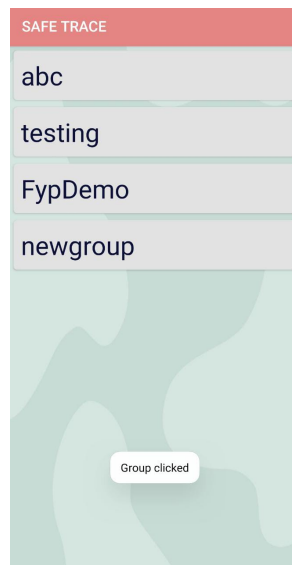 SAFE TRACE
abc
testing
FypDemo
newgroup
Group clicked